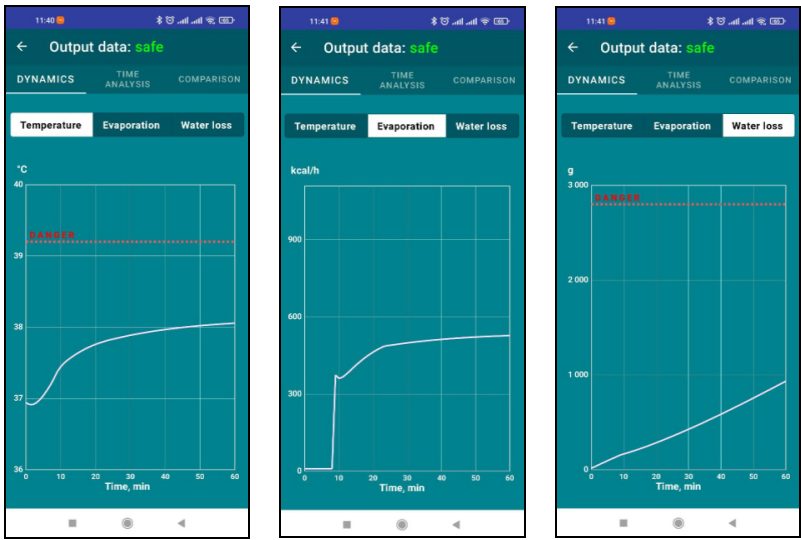 11:40
60
Output data: safe
DYNAMICS
TIME
ANALYSIS
COMPARISON
Temperature
Evaporation
Water loss
°C
40
DANGER
39
38
37
36
0
10
20
30
40
50
60
Time, min
11:41
60
Output data: safe
DYNAMICS
TIME
ANALYSIS
COMPARISON
Temperature
Evaporation
Water loss
kcal/h
900
600
300
0
0
10
20
30
40
50
60
Time, min
11:41
60
Output data: safe
DYNAMICS
TIME
ANALYSIS
COMPARISON
Temperature
Evaporation
Water loss
g
3 000
DANGER
2 000
1 000
0
0
10
20
30
40
50
60
Time, min